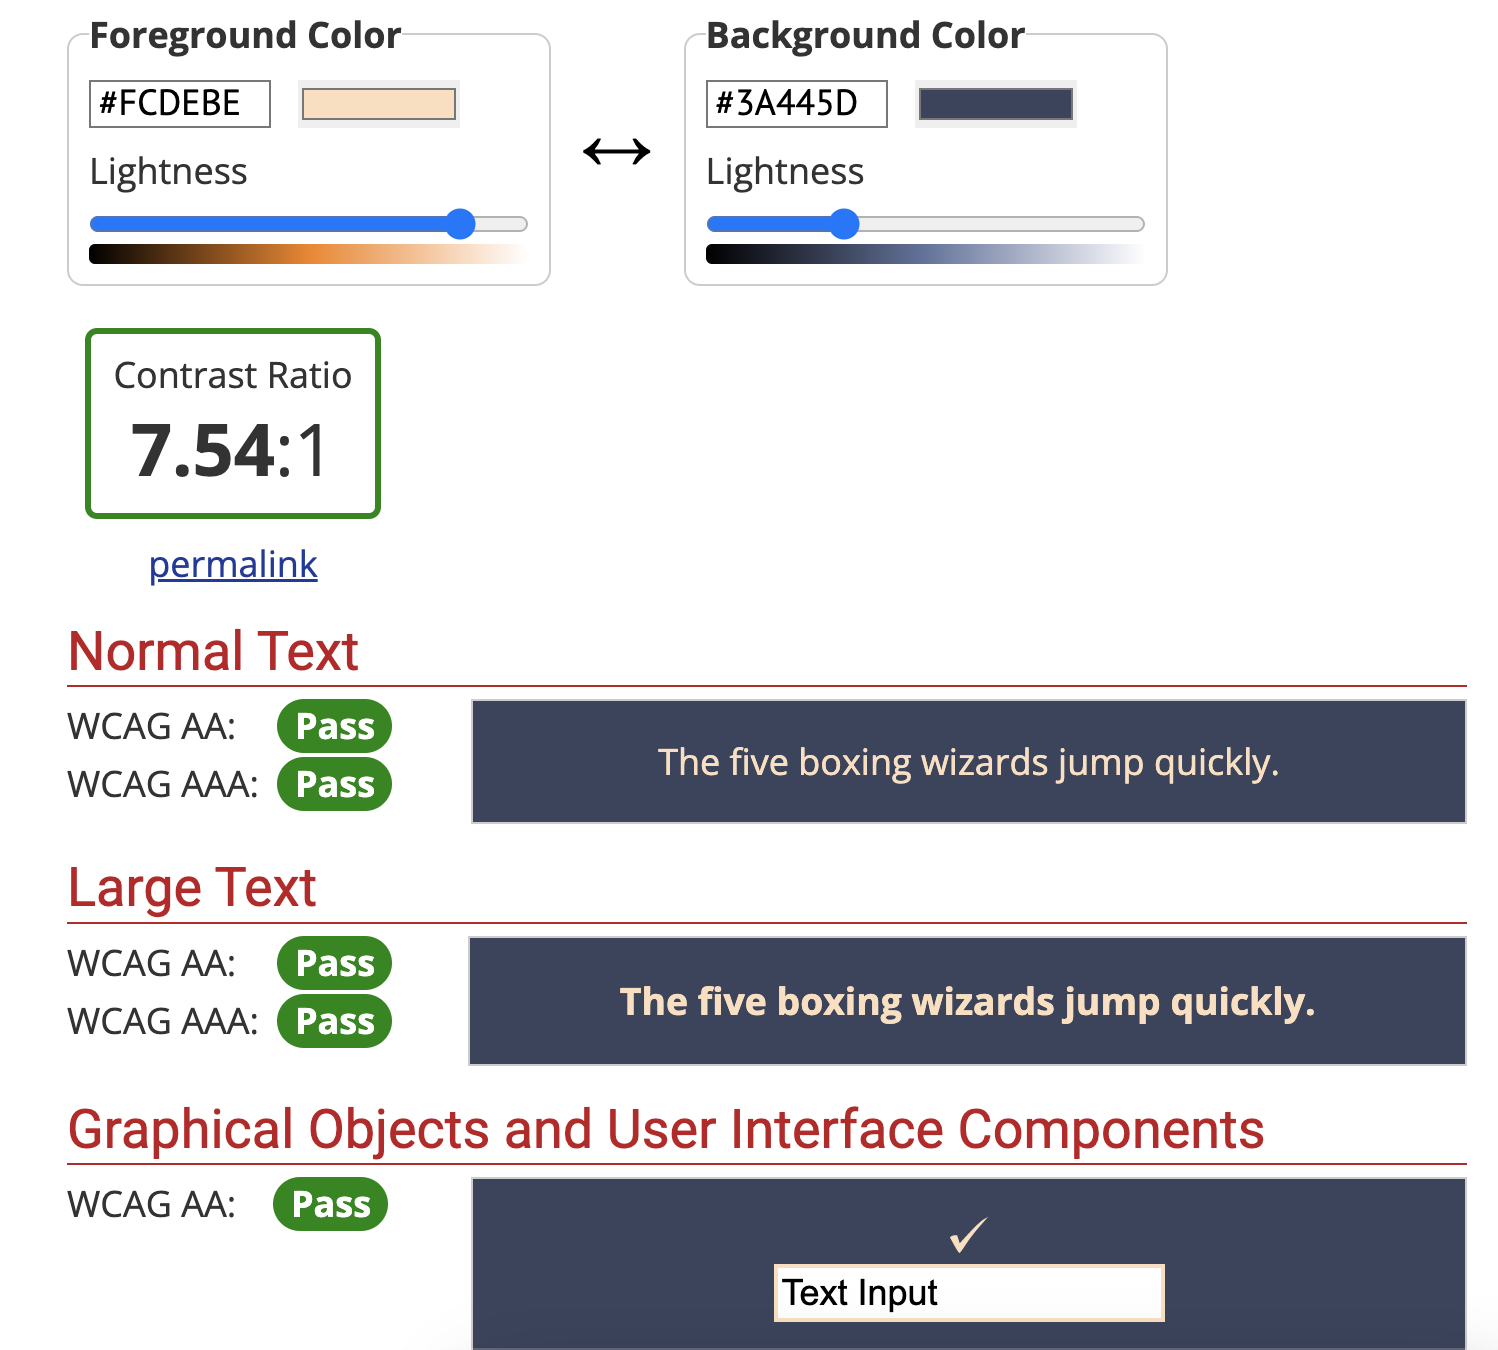 Foreground Color
Background Color
#FCDEBE
#3A445D
Lightness
Lightness
Contrast Ratio
7.54:1
permalink
Normal Text
WCAG AA: Pass
WCAG AAA: Pass
The five boxing wizards jump quickly.
Large Text
WCAG AA: Pass
WCAG AAA: Pass
The five boxing wizards jump quickly.
Graphical Objects and User Interface Components
WCAG AA: Pass
Text Input